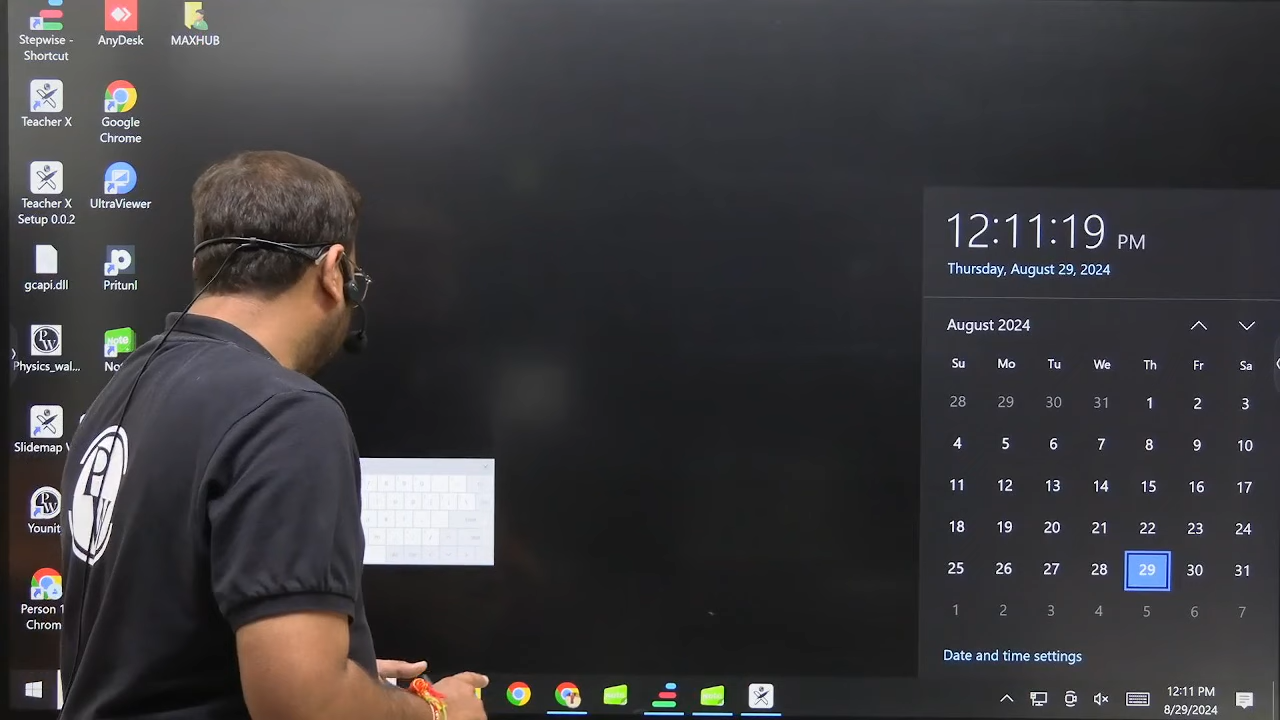 Stepwise -
Shortcut
AnyDesk
MAXHUB
Teacher X
Google
Chrome
Teacher X
Setup 0.0.2
UltraViewer
gcapi.dll
Pritunl
Physics_wal...
Note
Slidemap
Younit
Person 1
Chrom
PW
12:11:19 PM
Thursday, August 29, 2024
August 2024
Su Mo Tu We Th Fr Sa
28 29 30 31 1 2 3
4 5 6 7 8 9 10
11 12 13 14 15 16 17
18 19 20 21 22 23 24
25 26 27 28 29 30 31
1 2 3 4 5 6 7
Date and time settings
12:11 PM
8/29/2024